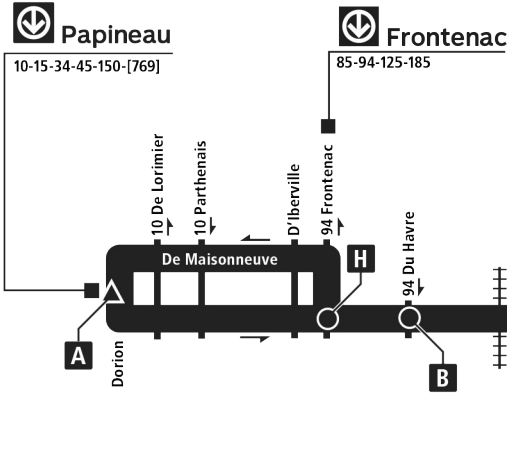 Papineau
10-15-34-45-150-[769]
Frontenac
85-94-125-185
10 De Lorimier
10 Parthenais
D'Iberville
94 Frontenac
94 Du Havre
De Maisonneuve
H
A
Dorion
B